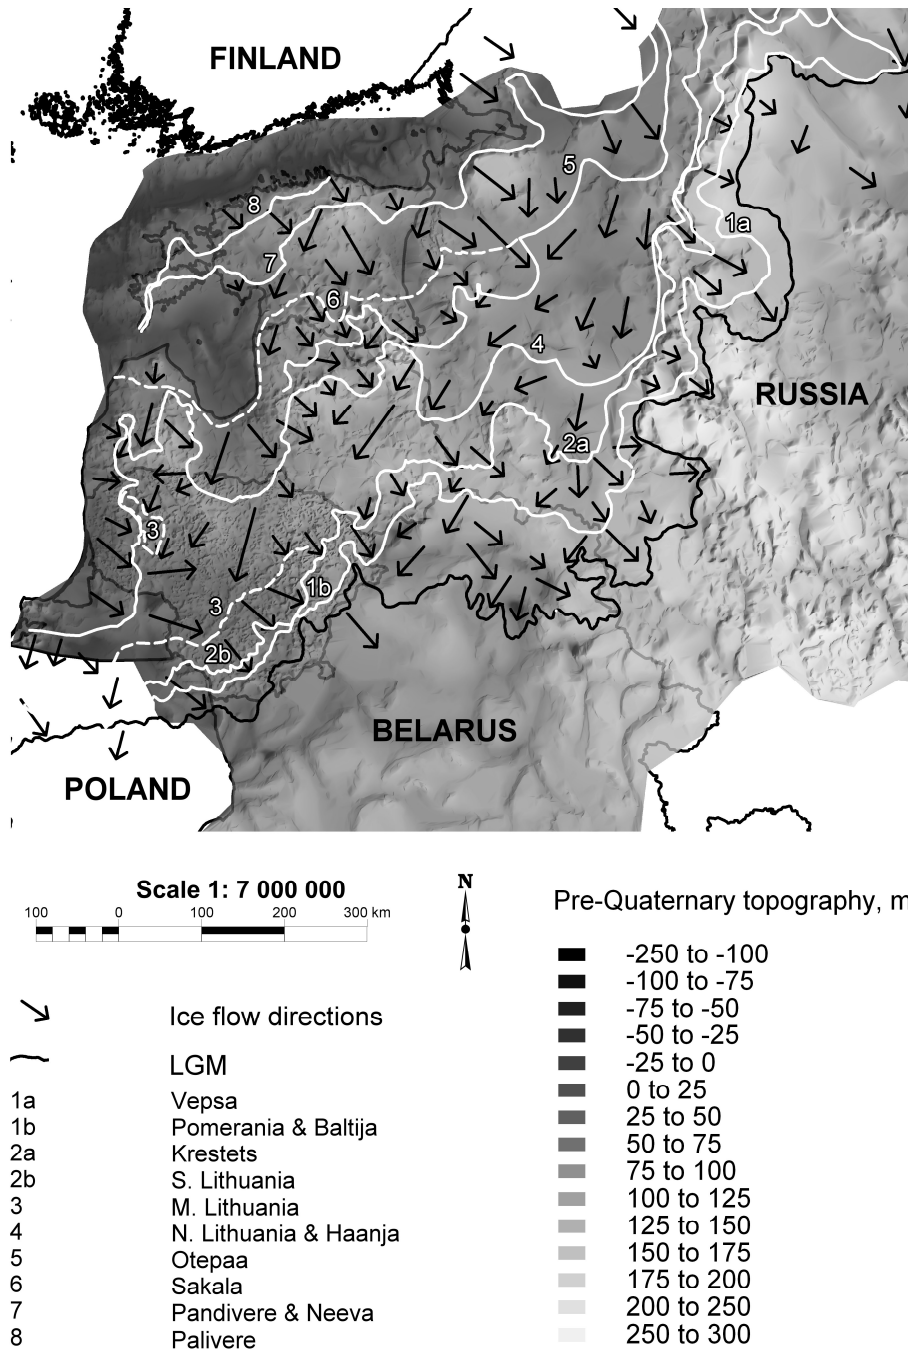 FINLAND
5
1a
8
7
6
4
RUSSIA
2a
3
1b
3
2b
BELARUS
POLAND
Scale 1: 7 000 000
100 0 100 200 300 km
N
Pre-Quaternary topography, m
-250 to -100
-100 to -75
-75 to -50
-50 to -25
-25 to 0
0 to 25
25 to 50
50 to 75
75 to 100
100 to 125
125 to 150
150 to 175
175 to 200
200 to 250
250 to 300
Ice flow directions
LGM
1a Vepsa
1b Pomerania & Baltija
2a Krestets
2b S. Lithuania
3 M. Lithuania
4 N. Lithuania & Haanja
5 Otepaa
6 Sakala
7 Pandivere & Neeva
8 Palivere